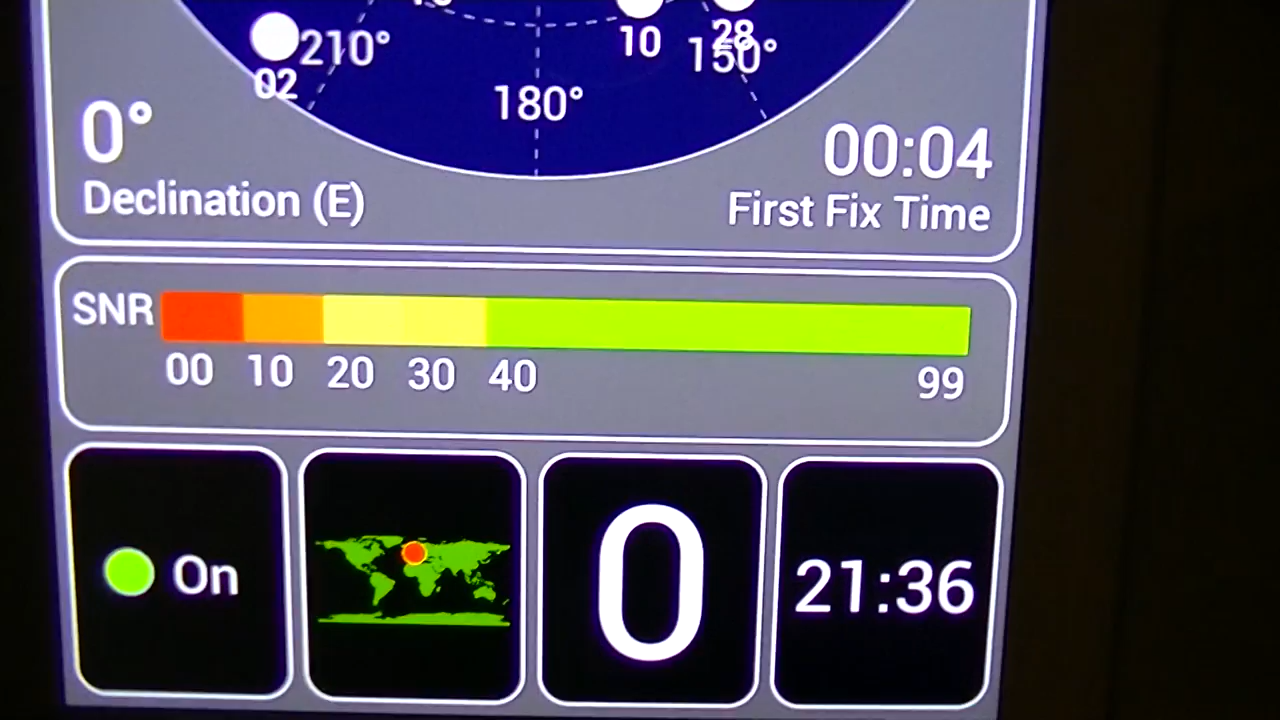 10
28
210°
150°
02
180°
0°
00:04
Declination (E)
First Fix Time
SNR
00 10 20 30 40 99
On
0
21:36